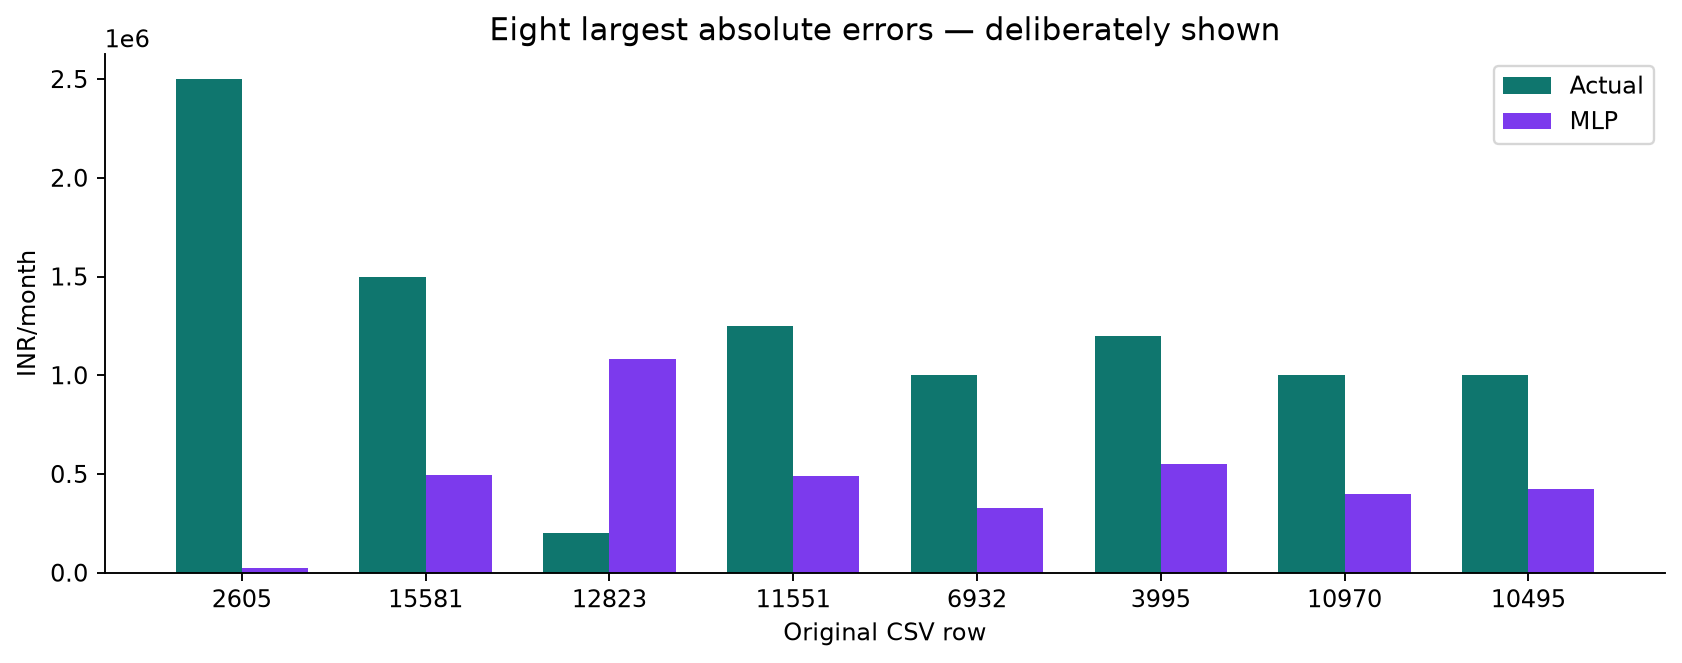 Eight largest absolute errors — deliberately shown
1e6
2.5
2.0
1.5
1.0
0.5
0.0
INR/month
Actual
MLP
2605 15581 12823 11551 6932 3995 10970 10495
Original CSV row